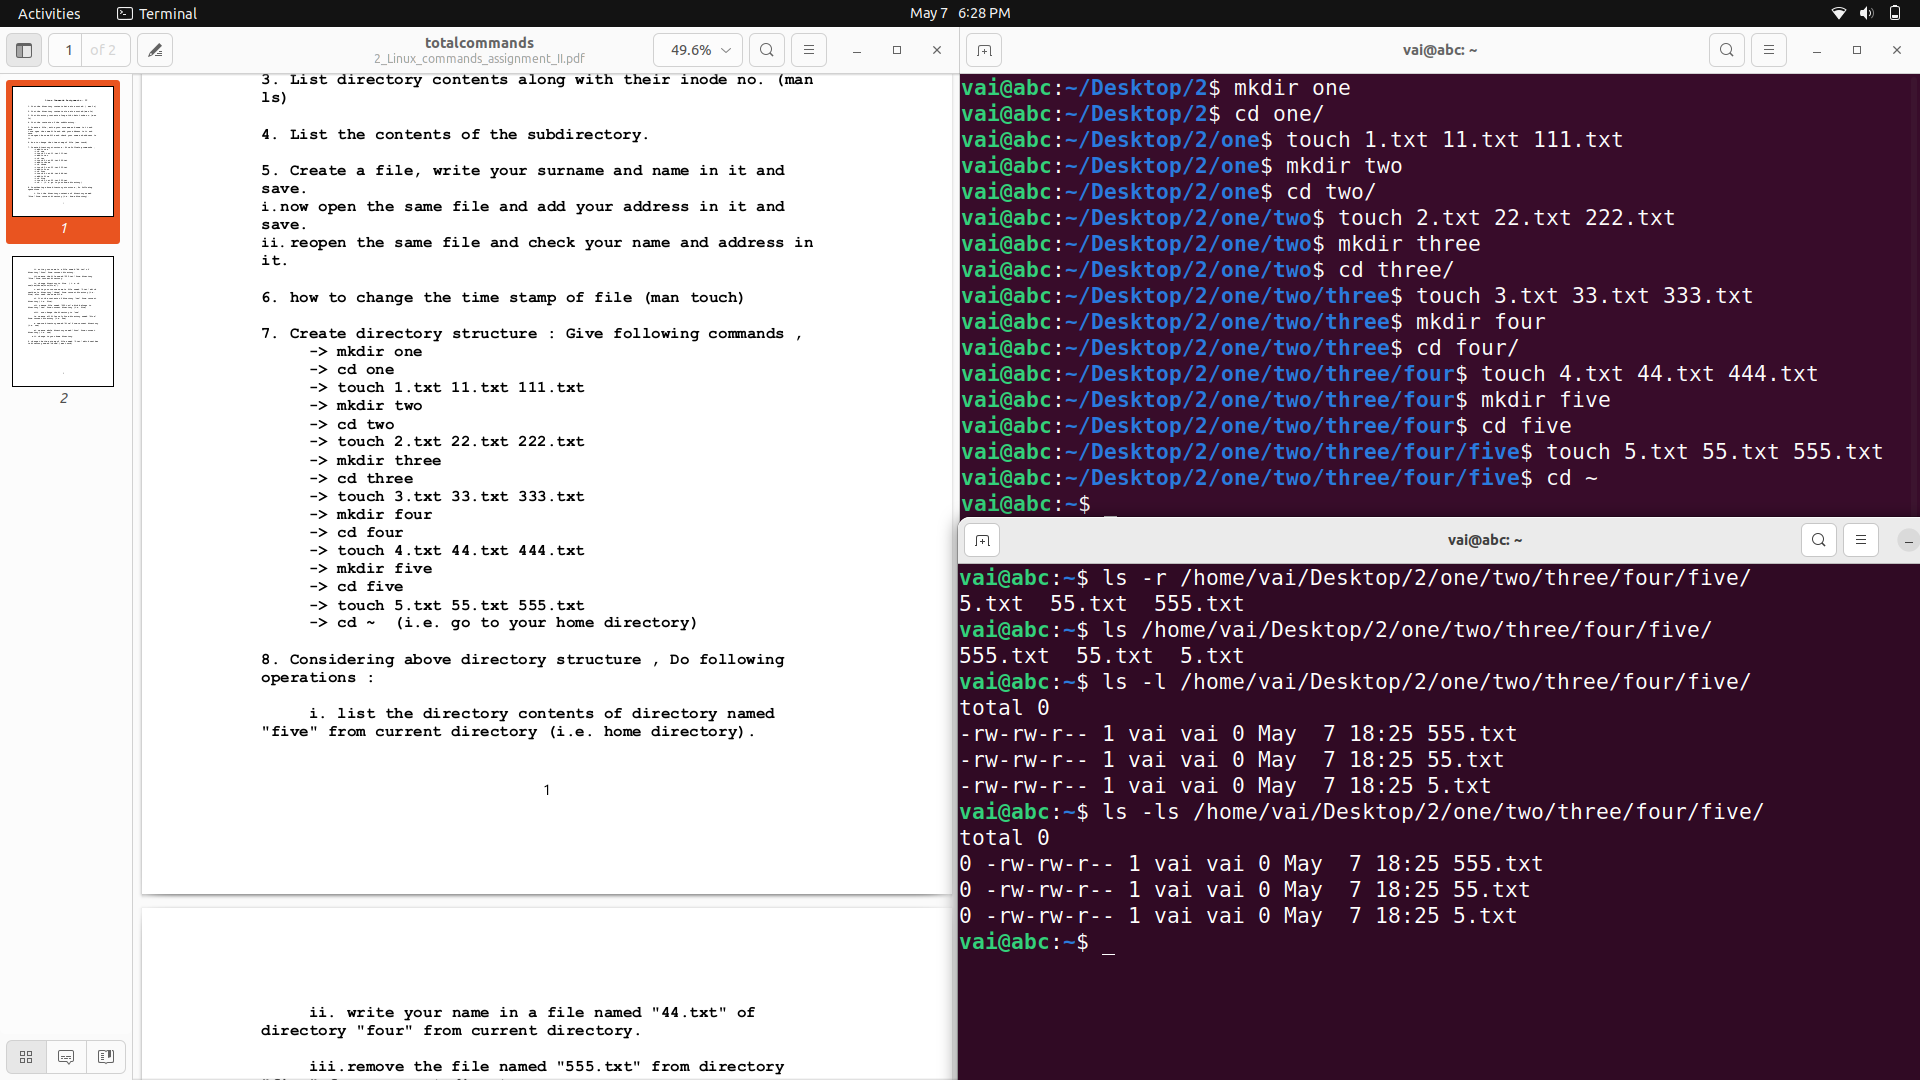 Activities
Terminal
May 7 6:28 PM
1
of 2
totalcommands
2_Linux_commands_assignment_II.pdf
49.6%
1
2
3. List directory contents along with their inode no. (man
ls)
4. List the contents of the subdirectory.
5. Create a file, write your surname and name in it and
save.
i.now open the same file and add your address in it and
save.
ii.reopen the same file and check your name and address in
it.
6. how to change the time stamp of file (man touch)
7. Create directory structure : Give following commands ,
-> mkdir one
-> cd one
-> touch 1.txt 11.txt 111.txt
-> mkdir two
-> cd two
-> touch 2.txt 22.txt 222.txt
-> mkdir three
-> cd three
-> touch 3.txt 33.txt 333.txt
-> mkdir four
-> cd four
-> touch 4.txt 44.txt 444.txt
-> mkdir five
-> cd five
-> touch 5.txt 55.txt 555.txt
-> cd ~ (i.e. go to your home directory)
8. Considering above directory structure , Do following
operations :
i. list the directory contents of directory named
"five" from current directory (i.e. home directory).
1
ii. write your name in a file named "44.txt" of
directory "four" from current directory.
iii.remove the file named "555.txt" from directory
vai@abc: ~
vai@abc:~/Desktop/2$ mkdir one
vai@abc:~/Desktop/2$ cd one/
vai@abc:~/Desktop/2/one$ touch 1.txt 11.txt 111.txt
vai@abc:~/Desktop/2/one$ mkdir two
vai@abc:~/Desktop/2/one$ cd two/
vai@abc:~/Desktop/2/one/two$ touch 2.txt 22.txt 222.txt
vai@abc:~/Desktop/2/one/two$ mkdir three
vai@abc:~/Desktop/2/one/two$ cd three/
vai@abc:~/Desktop/2/one/two/three$ touch 3.txt 33.txt 333.txt
vai@abc:~/Desktop/2/one/two/three$ mkdir four
vai@abc:~/Desktop/2/one/two/three$ cd four/
vai@abc:~/Desktop/2/one/two/three/four$ touch 4.txt 44.txt 444.txt
vai@abc:~/Desktop/2/one/two/three/four$ mkdir five
vai@abc:~/Desktop/2/one/two/three/four$ cd five
vai@abc:~/Desktop/2/one/two/three/four/five$ touch 5.txt 55.txt 555.txt
vai@abc:~/Desktop/2/one/two/three/four/five$ cd ~
vai@abc:~$ _
vai@abc: ~
vai@abc:~$ ls -r /home/vai/Desktop/2/one/two/three/four/five/
5.txt  55.txt  555.txt
vai@abc:~$ ls /home/vai/Desktop/2/one/two/three/four/five/
555.txt  55.txt  5.txt
vai@abc:~$ ls -l /home/vai/Desktop/2/one/two/three/four/five/
total 0
-rw-rw-r-- 1 vai vai 0 May  7 18:25 555.txt
-rw-rw-r-- 1 vai vai 0 May  7 18:25 55.txt
-rw-rw-r-- 1 vai vai 0 May  7 18:25 5.txt
vai@abc:~$ ls -ls /home/vai/Desktop/2/one/two/three/four/five/
total 0
0 -rw-rw-r-- 1 vai vai 0 May  7 18:25 555.txt
0 -rw-rw-r-- 1 vai vai 0 May  7 18:25 55.txt
0 -rw-rw-r-- 1 vai vai 0 May  7 18:25 5.txt
vai@abc:~$ _